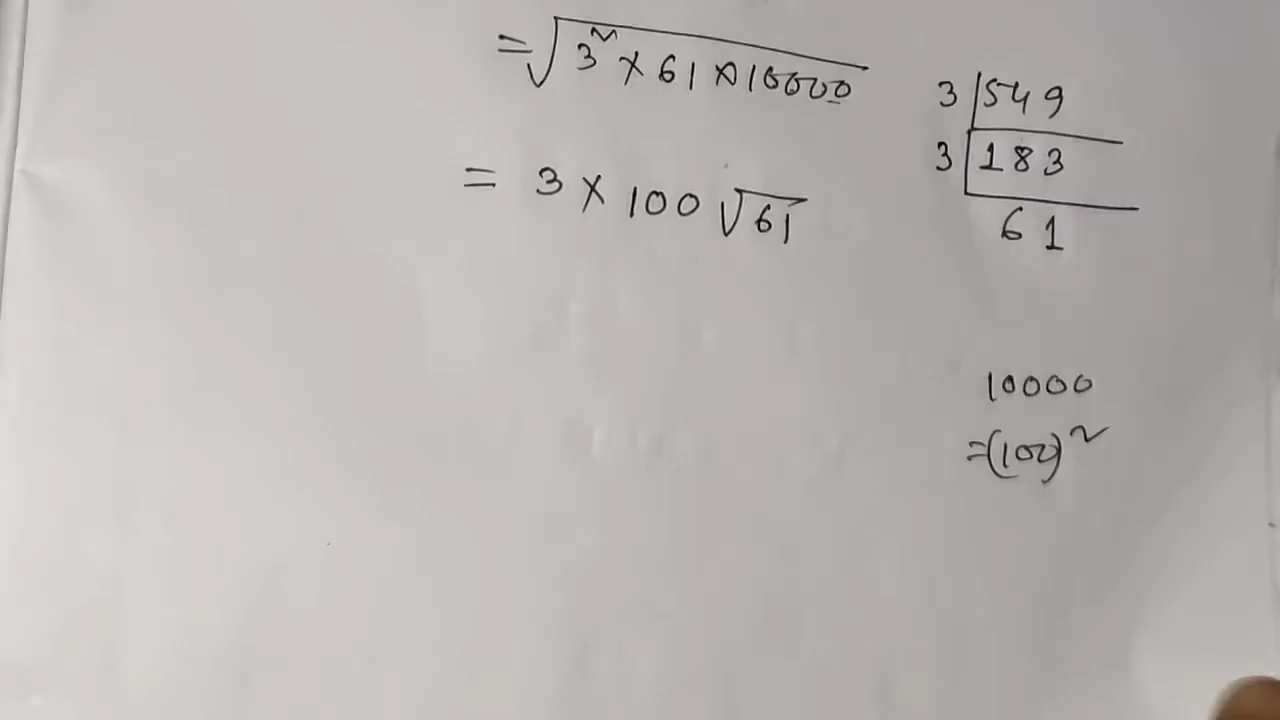 = √3² × 61 × 10000
= 3 × 100 √61
3 | 549
3 | 183
61
10000
= (100)²